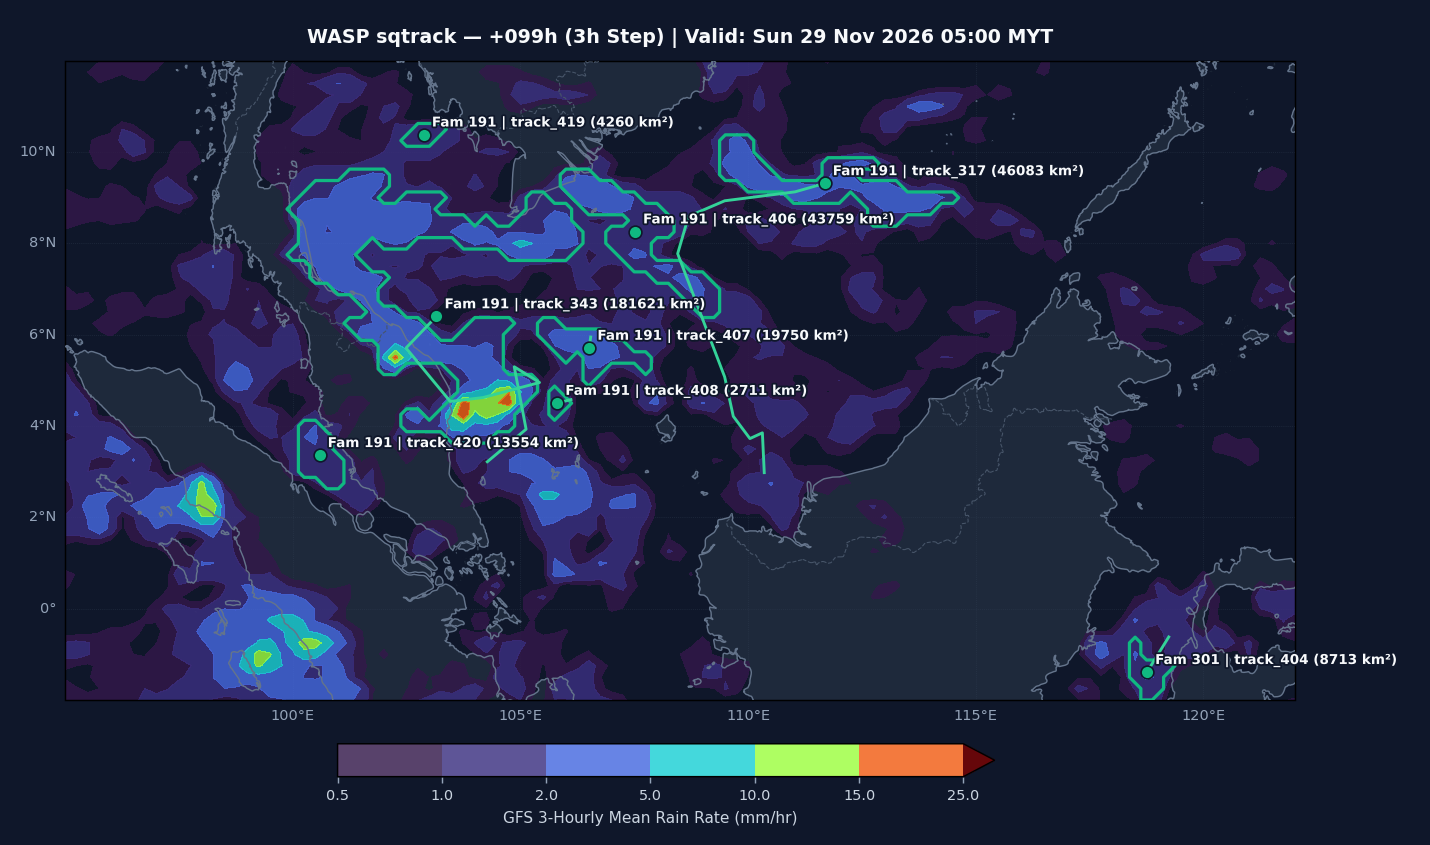 WASP sqtrack — +099h (3h Step) | Valid: Sun 29 Nov 2026 05:00 MYT
Fam 191 | track_419 (4260 km²)
10°N
Fam 191 | track_317 (46083 km²)
Fam 191 | track_406 (43759 km²)
8°N
Fam 191 | track_343 (181621 km²)
6°N
Fam 191 | track_407 (19750 km²)
Fam 191 | track_408 (2711 km²)
4°N
Fam 191 | track_420 (13554 km²)
2°N
0°
Fam 301 | track_404 (8713 km²)
100°E 105°E 110°E 115°E 120°E
0.5 1.0 2.0 5.0 10.0 15.0 25.0
GFS 3-Hourly Mean Rain Rate (mm/hr)